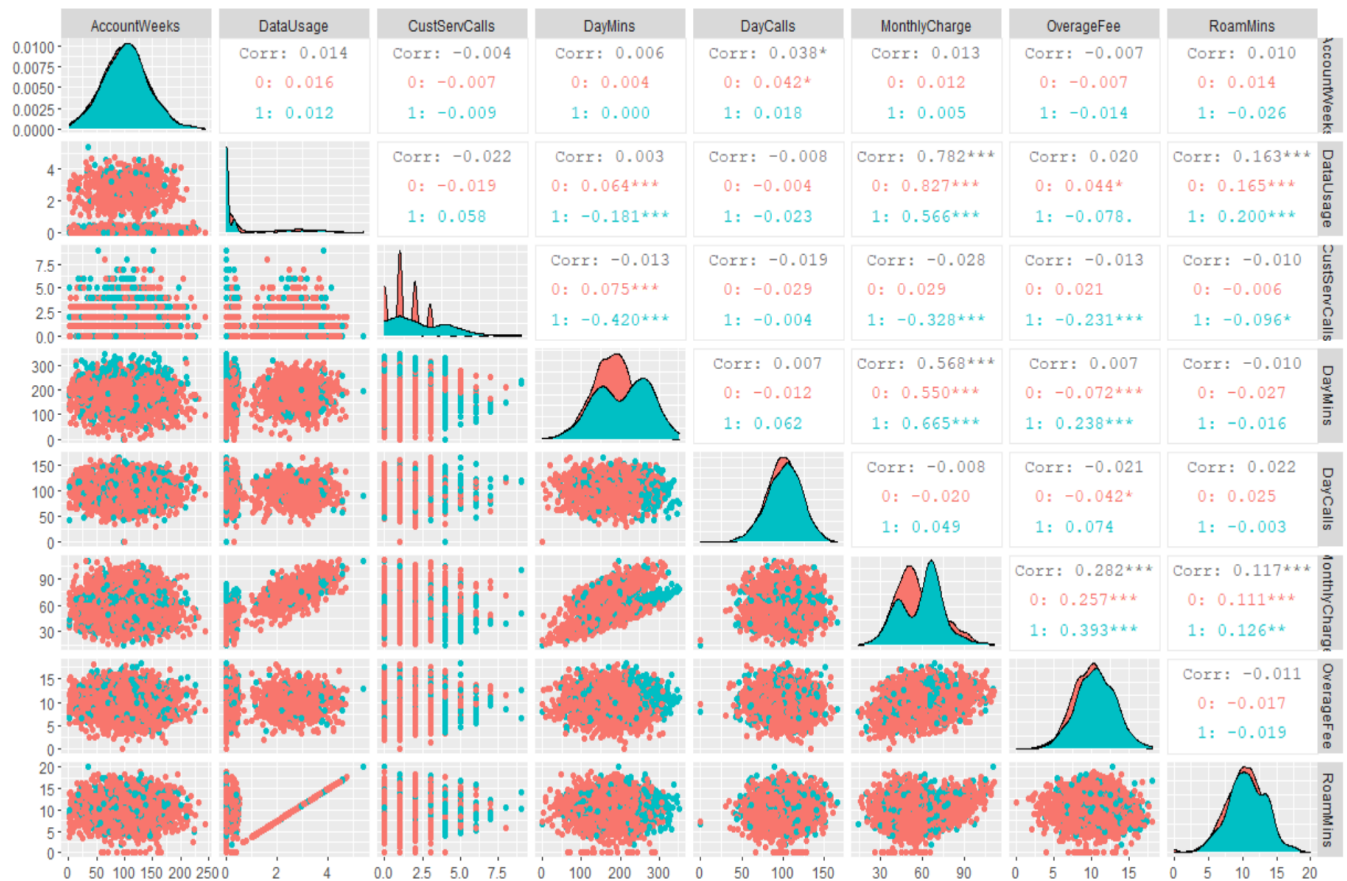 AccountWeeks DataUsage CustServCalls DayMins DayCalls MonthlyCharge OverageFee RoamMins
0.0100 Corr: 0.014 Corr: -0.004 Corr: 0.006 Corr: 0.038* Corr: 0.013 Corr: -0.007 Corr: 0.010
0.0075 0: 0.016 0: -0.007 0: 0.004 0: 0.042* 0: 0.012 0: -0.007 0: 0.014
0.0050
0.0025 1: 0.012 1: -0.009 1: 0.000 1: 0.018 1: 0.005 1: -0.014 1: -0.026
0.0000
AccountWeeks
Corr: -0.022 Corr: 0.003 Corr: -0.008 Corr: 0.782*** Corr: 0.020 Corr: 0.163***
4
0: -0.019 0: 0.064*** 0: -0.004 0: 0.827*** 0: 0.044* 0: 0.165***
2
1: 0.058 1: -0.181*** 1: -0.023 1: 0.566*** 1: -0.078. 1: 0.200***
0
DataUsage
7.5 Corr: -0.013 Corr: -0.019 Corr: -0.028 Corr: -0.013 Corr: -0.010
5.0 0: 0.075*** 0: -0.029 0: 0.029 0: 0.021 0: -0.006
2.5 1: -0.420*** 1: -0.004 1: -0.328*** 1: -0.231*** 1: -0.096*
0.0
CustServCalls
300 Corr: 0.007 Corr: 0.568*** Corr: 0.007 Corr: -0.010
200 0: -0.012 0: 0.550*** 0: -0.072*** 0: -0.027
100 1: 0.062 1: 0.665*** 1: 0.238*** 1: -0.016
0
DayMins
150 Corr: -0.008 Corr: -0.021 Corr: 0.022
100 0: -0.020 0: -0.042* 0: 0.025
50 1: 0.049 1: 0.074 1: -0.003
0
DayCalls
90 Corr: 0.282*** Corr: 0.117***
60 0: 0.257*** 0: 0.111***
30 1: 0.393*** 1: 0.126**
MonthlyCharge
15 Corr: -0.011
10 0: -0.017
5 1: -0.019
0
OverageFee
20
15
10
5
0
RoamMins
0 50 100 150 200 250 2 4 0.0 2.5 5.0 7.5 0 100 200 300 0 50 100 150 30 60 90 0 5 10 15 0 5 10 15 20